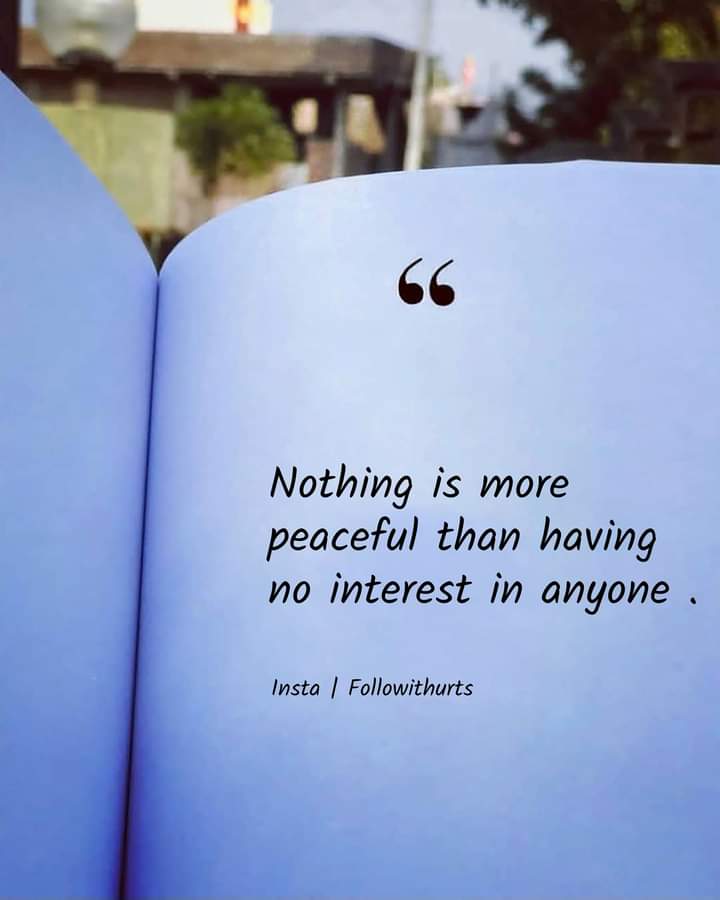 “
Nothing is more
peaceful than having
no interest in anyone .
Insta | Followithurts